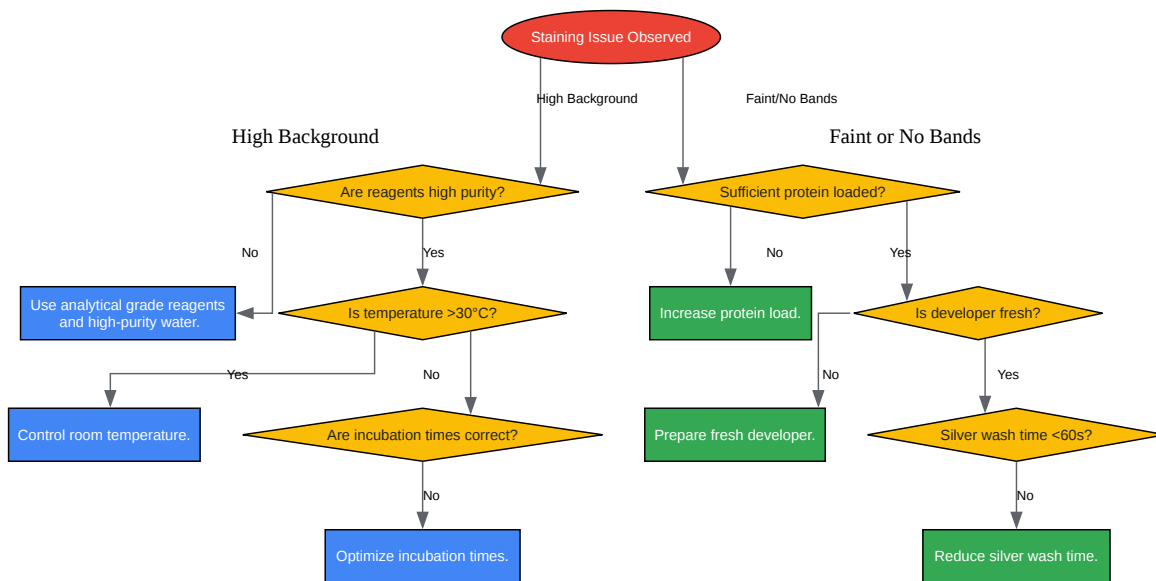 Staining Issue Observed
High Background
Faint/No Bands
High Background
Faint or No Bands
Are reagents high purity?
Sufficient protein loaded?
No
Yes
No
Yes
Use analytical grade reagents
and high-purity water.
Is temperature >30°C?
Increase protein load.
Is developer fresh?
Yes
No
No
Yes
Control room temperature.
Are incubation times correct?
Prepare fresh developer.
Silver wash time <60s?
No
No
Optimize incubation times.
Reduce silver wash time.